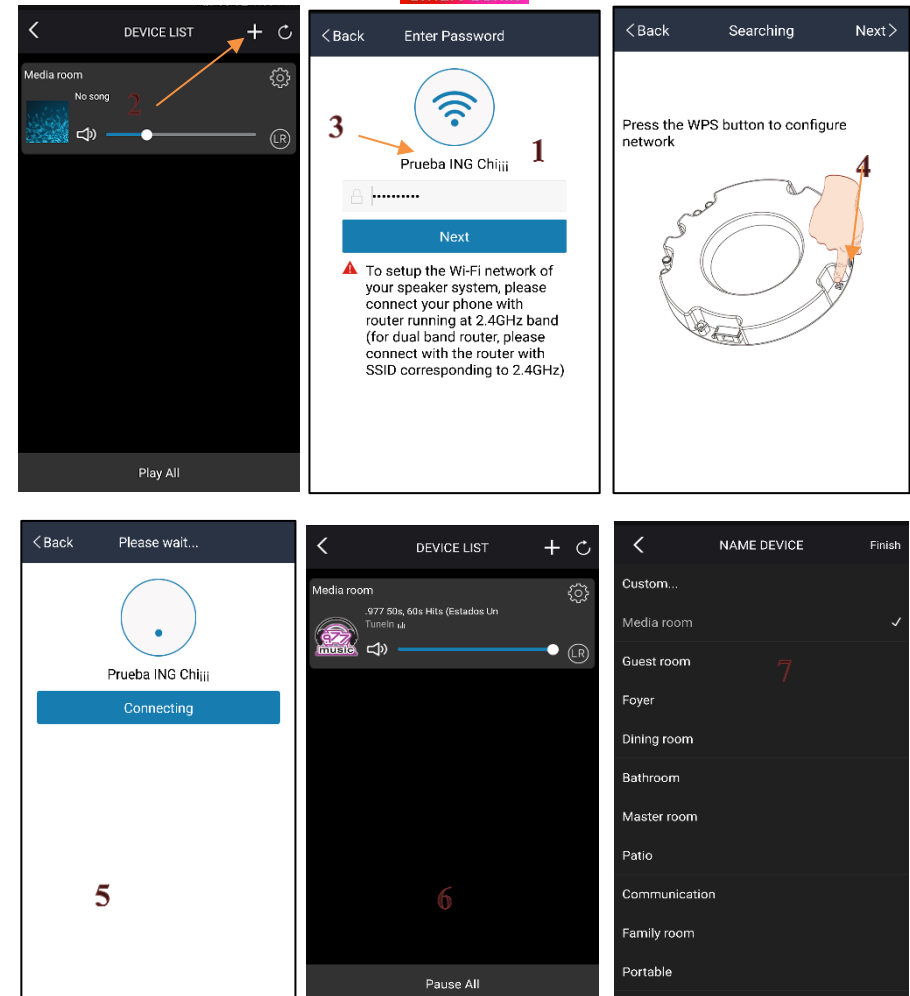 DEVICE LIST
Media room
No song
2
LR
Play All
< Back Enter Password
3
1
Prueba ING Chi¡¡¡
••••••••••
Next
To setup the Wi-Fi network of
your speaker system, please
connect your phone with
router running at 2.4GHz band
(for dual band router, please
connect with the router with
SSID corresponding to 2.4GHz)
< Back Searching Next >
Press the WPS button to configure
network
4
< Back Please wait...
Prueba ING Chi¡¡¡
Connecting
5
DEVICE LIST
Media room
.977 50s, 60s Hits (Estados Un
TuneIn
977
music
LR
6
Pause All
NAME DEVICE Finish
Custom...
Media room
Guest room
7
Foyer
Dining room
Bathroom
Master room
Patio
Communication
Family room
Portable